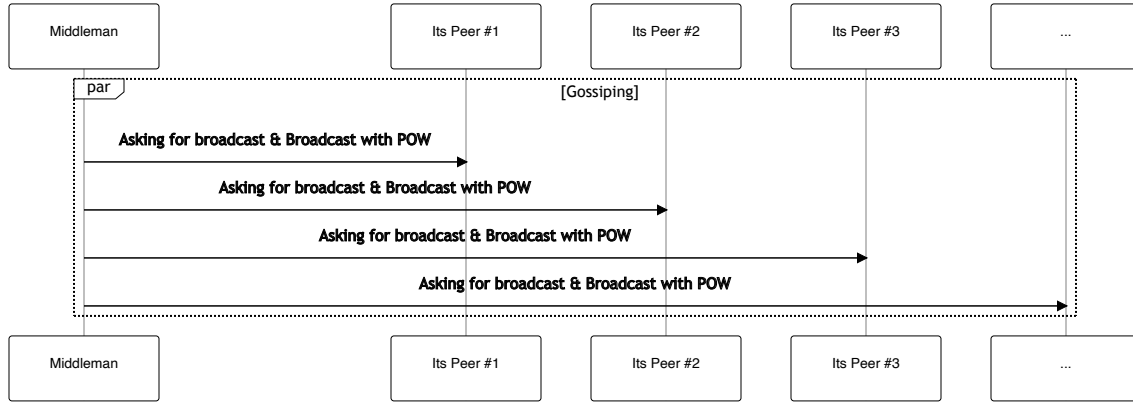 Middleman
Its Peer #1
Its Peer #2
Its Peer #3
...
par
[Gossiping]
Asking for broadcast & Broadcast with POW
Asking for broadcast & Broadcast with POW
Asking for broadcast & Broadcast with POW
Asking for broadcast & Broadcast with POW
Middleman
Its Peer #1
Its Peer #2
Its Peer #3
...